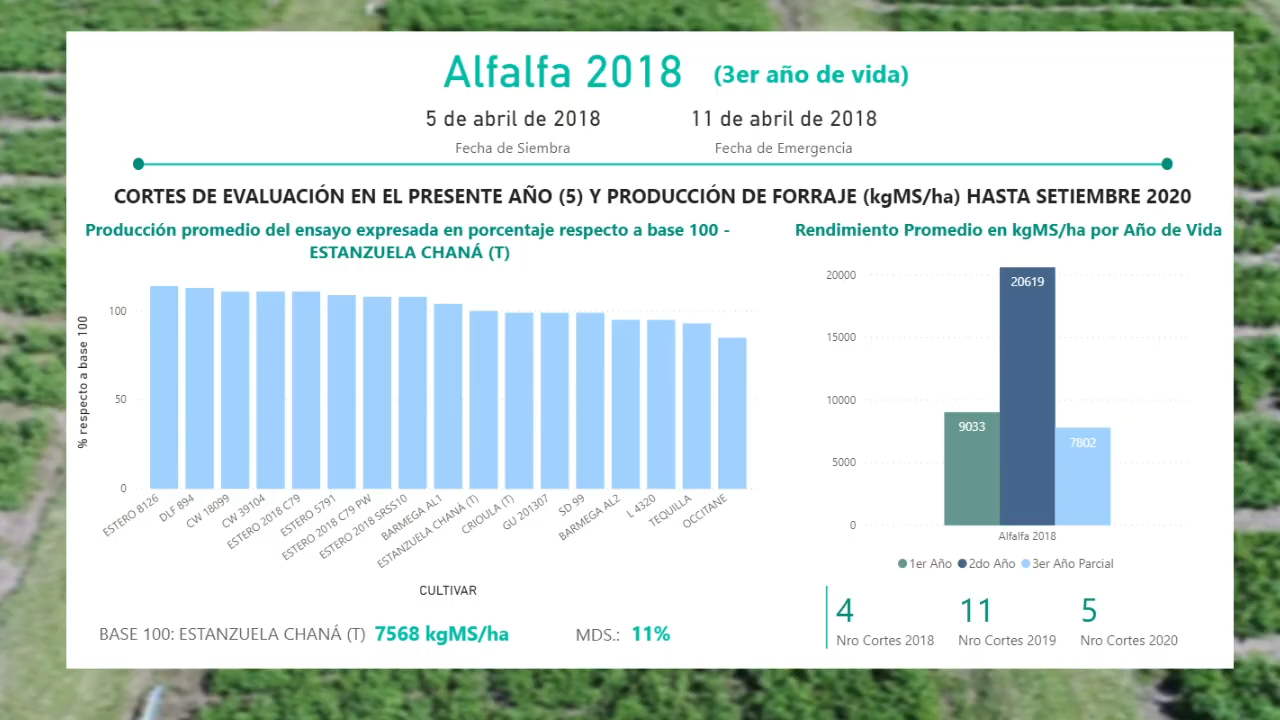 Alfalfa 2018 (3er año de vida)
5 de abril de 2018
11 de abril de 2018
Fecha de Siembra
Fecha de Emergencia
CORTES DE EVALUACIÓN EN EL PRESENTE AÑO (5) Y PRODUCCIÓN DE FORRAJE (kgMS/ha) HASTA SETIEMBRE 2020
Producción promedio del ensayo expresada en porcentaje respecto a base 100 -
ESTANZUELA CHANÁ (T)
% respecto a base 100
100
50
0
ESTERO 8126
DLF 894
CW 18099
CW 39104
ESTERO 2018 C79
ESTERO 5791
ESTERO 2018 C79 PW
ESTERO 2018 SRSS10
BARMEGA AL1
ESTANZUELA CHANÁ (T)
CRIOULA (T)
GU 201307
SD 99
BARMEGA AL2
L 4320
TEQUILLA
OCCITANE
CULTIVAR
BASE 100: ESTANZUELA CHANÁ (T) 7568 kgMS/ha
MDS.: 11%
Rendimiento Promedio en kgMS/ha por Año de Vida
20000
15000
10000
5000
0
9033
20619
7802
Alfalfa 2018
1er Año
2do Año
3er Año Parcial
4
11
5
Nro Cortes 2018
Nro Cortes 2019
Nro Cortes 2020